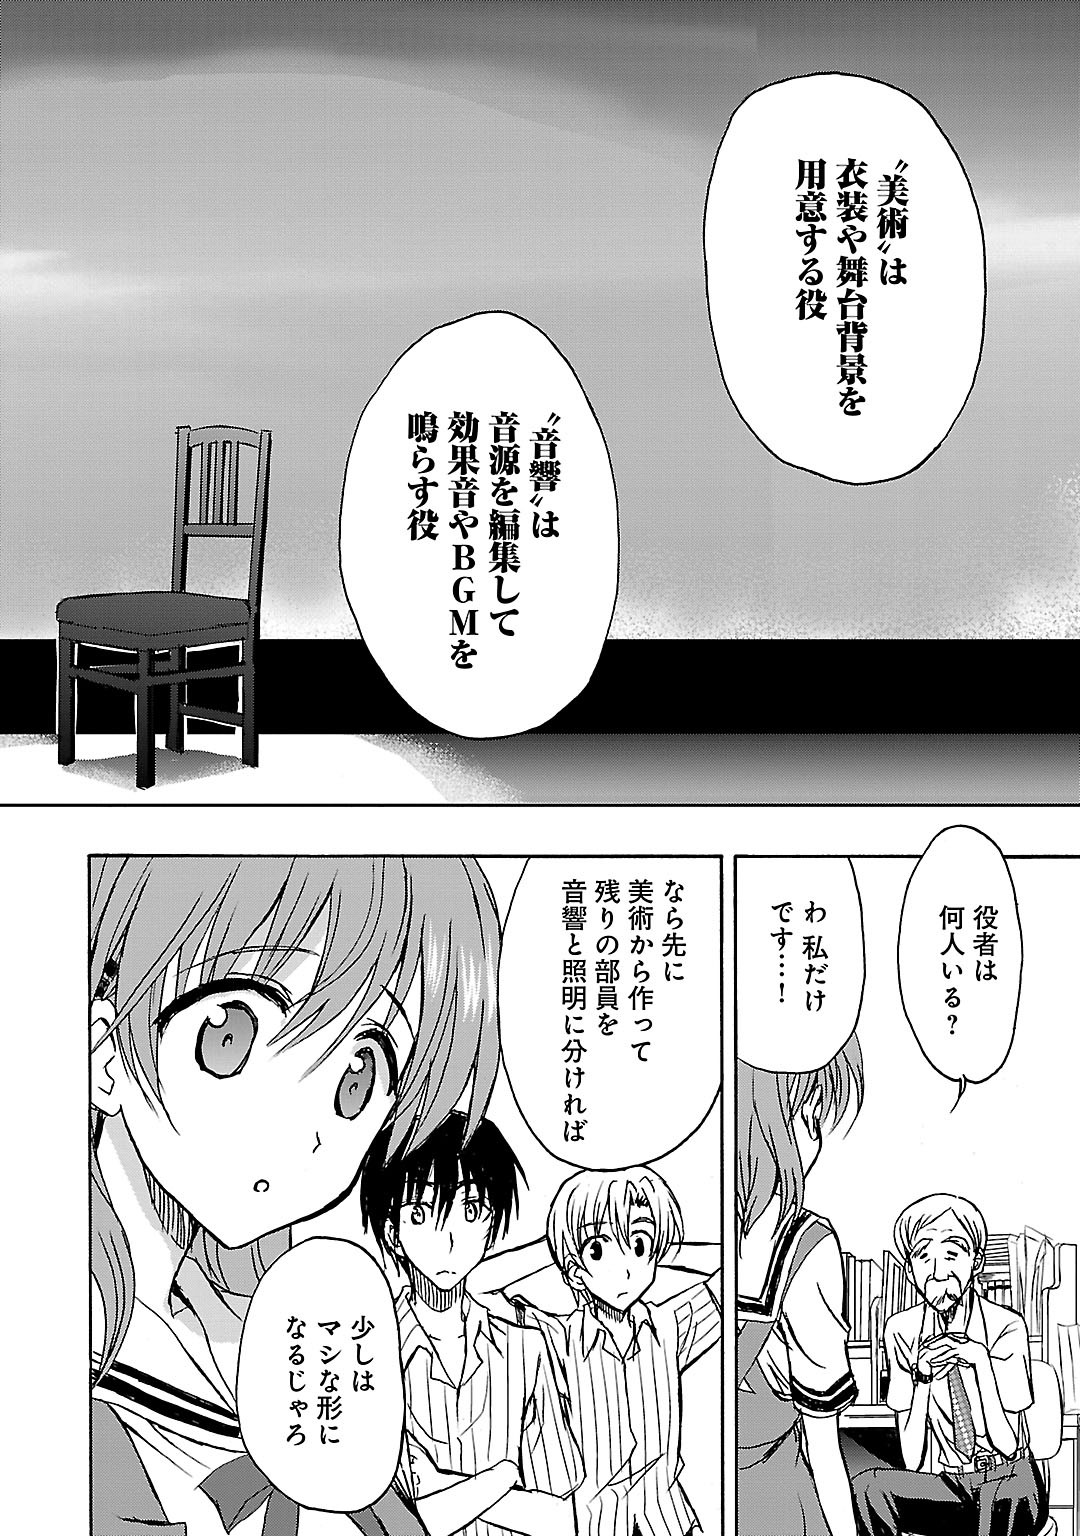 〝美術〟は
衣装や舞台背景を
用意する役
〝音響〟は
音源を編集して
効果音やBGMを
鳴らす役
役者は
何人いる?
わ 私だけ
です…!
なら先に
美術から作って
残りの部員を
音響と照明に分ければ
少しは
マシな形に
なるじゃろ